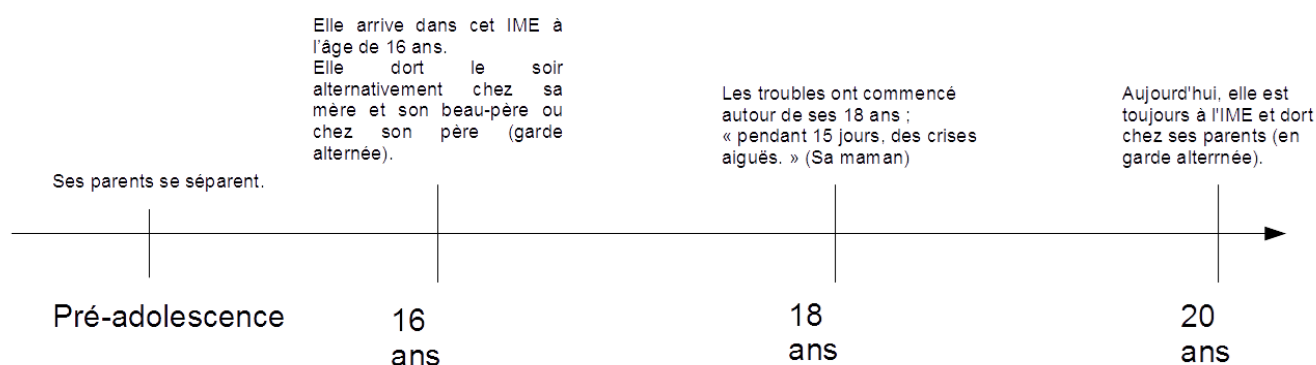 Elle arrive dans cet IME à
l'âge de 16 ans.
Elle dort le soir
alternativement chez sa
mère et son beau-père ou
chez son père (garde
alternée).
Les troubles ont commencé
autour de ses 18 ans ;
« pendant 15 jours, des crises
aiguës. » (Sa maman)
Aujourd'hui, elle est
toujours à l'IME et dort
chez ses parents (en
garde alterrnée).
Ses parents se séparent.
Pré-adolescence
16
ans
18
ans
20
ans